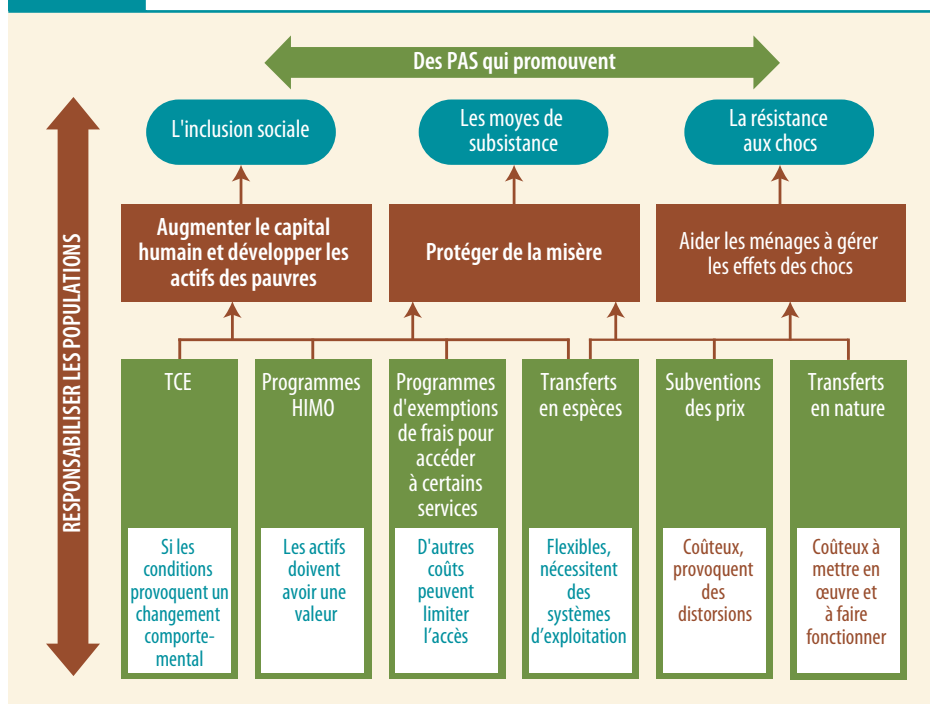 Des PAS qui promouvent
L'inclusion sociale
Les moyes de
subsistance
La résistance
aux chocs
RESPONSABILISER LES POPULATIONS
Augmenter le capital
humain et développer les
actifs des pauvres
Protéger de la misère
Aider les ménages à gérer
les effets des chocs
TCE
Programmes
HIMO
Programmes
d'exemptions
de frais pour
accéder
à certains
services
Transferts
en espèces
Subventions
des prix
Transferts
en nature
Si les
conditions
provoquent un
changement
comporte-
mental
Les actifs
doivent
avoir une
valeur
D'autres
coûts
peuvent
limiter
l’accès
Flexibles,
nécessitent
des
systèmes
d’exploitation
Coûteux,
provoquent
des
distorsions
Coûteux à
mettre en
œuvre et
à faire
fonctionner